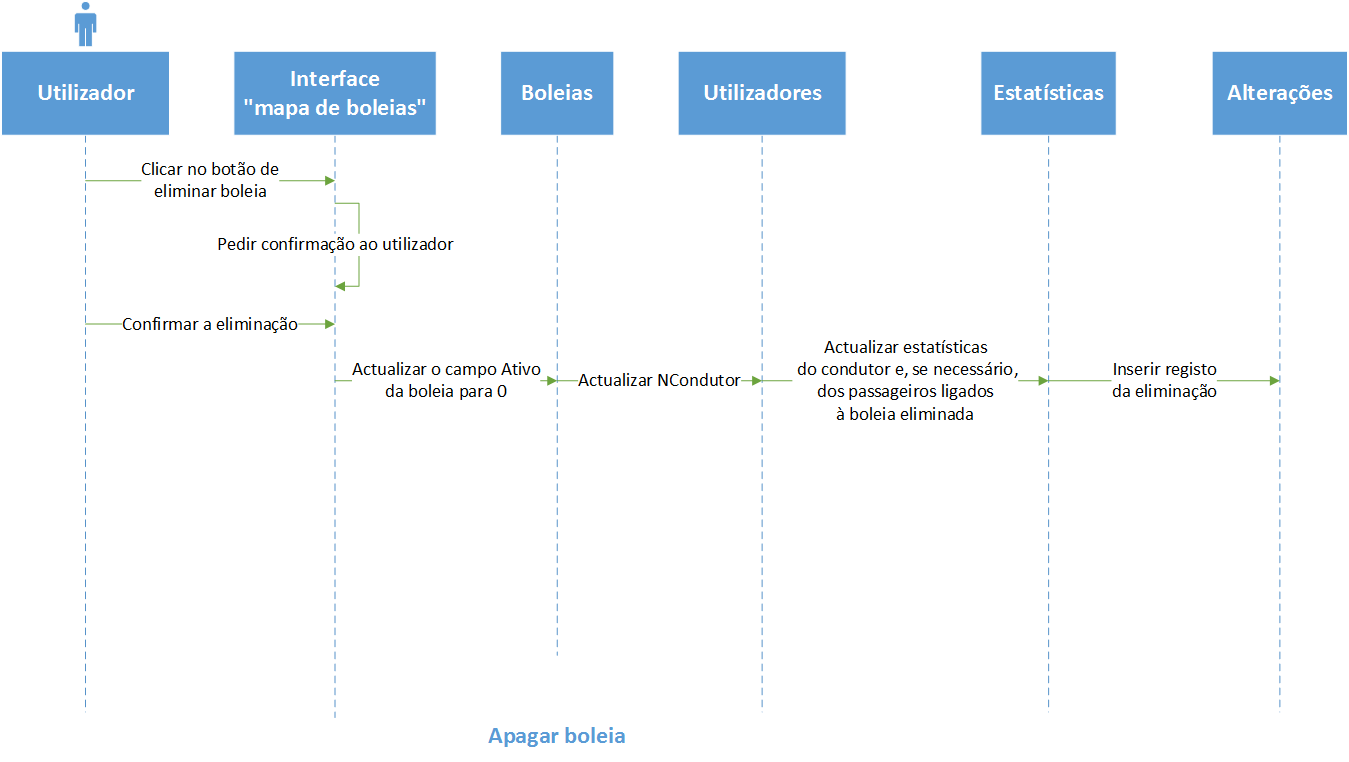 Utilizador
Interface
"mapa de boleias"
Boleias
Utilizadores
Estatísticas
Alterações
Clicar no botão de
eliminar boleia
Pedir confirmação ao utilizador
Confirmar a eliminação
Actualizar o campo Ativo
da boleia para 0
Actualizar NCondutor
Actualizar estatísticas
do condutor e, se necessário,
dos passageiros ligados
à boleia eliminada
Inserir registo
da eliminação
Apagar boleia